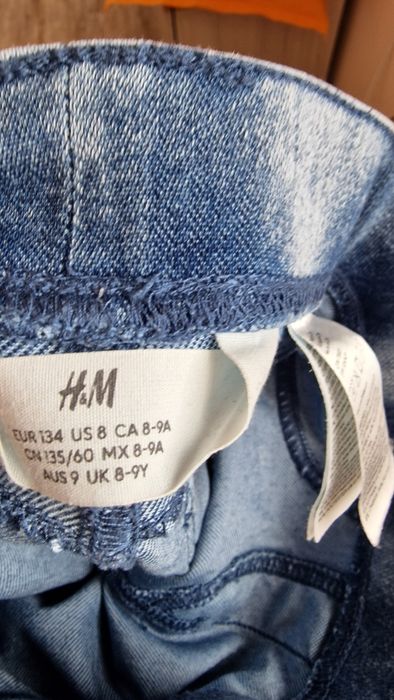 H&M
EUR 134 US 8 CA 8-9A
CN 135/60 MX 8-9A
AUS 9 UK 8-9Y